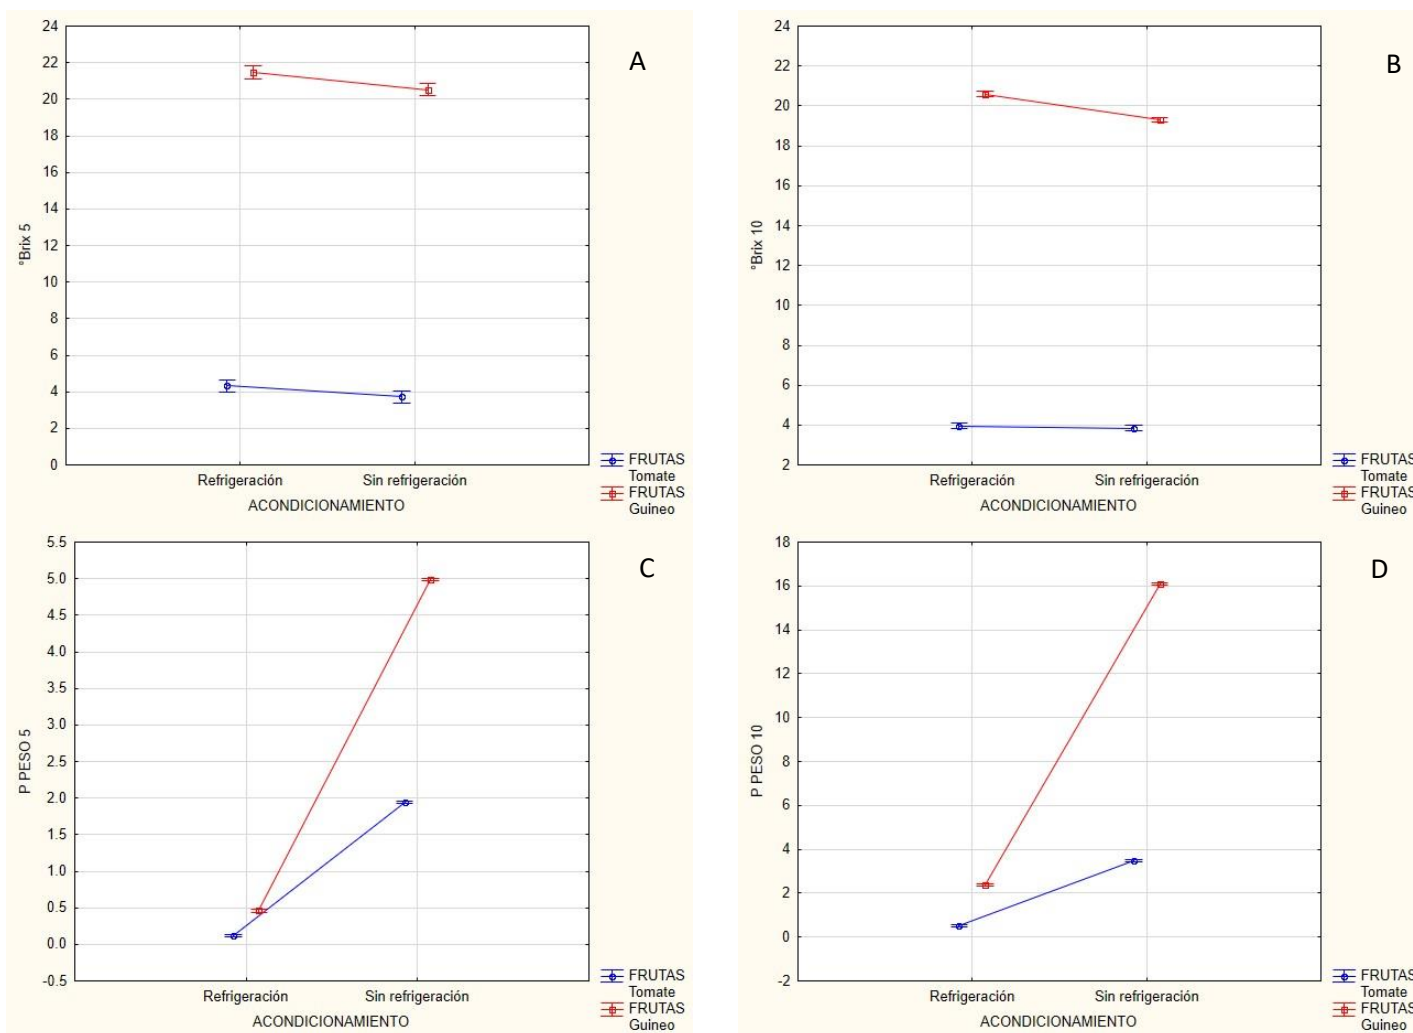 24
22
20
18
16
14
12
10
8
6
4
2
0
°Brix 5
A
Refrigeración
Sin refrigeración
ACONDICIONAMIENTO
FRUTAS
Tomate
FRUTAS
Guineo
24
22
20
18
16
14
12
10
8
6
4
2
°Brix 10
B
Refrigeración
Sin refrigeración
ACONDICIONAMIENTO
FRUTAS
Tomate
FRUTAS
Guineo
5.5
5.0
4.5
4.0
3.5
3.0
2.5
2.0
1.5
1.0
0.5
0.0
-0.5
P PESO 5
C
Refrigeración
Sin refrigeración
ACONDICIONAMIENTO
FRUTAS
Tomate
FRUTAS
Guineo
18
16
14
12
10
8
6
4
2
0
-2
P PESO 10
D
Refrigeración
Sin refrigeración
ACONDICIONAMIENTO
FRUTAS
Tomate
FRUTAS
Guineo